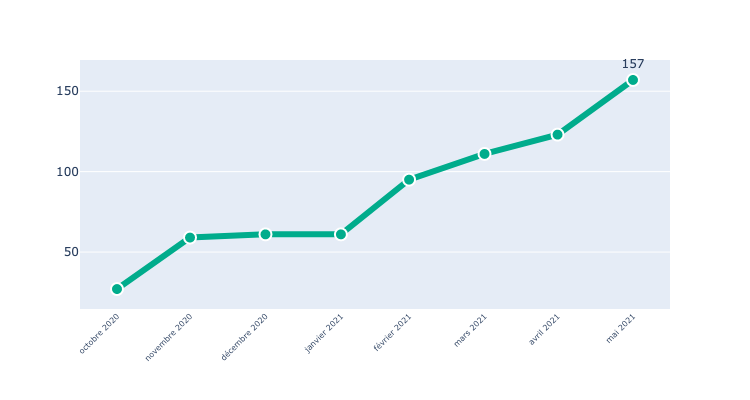 157
150
100
50
octobre 2020
novembre 2020
décembre 2020
janvier 2021
février 2021
mars 2021
avril 2021
mai 2021